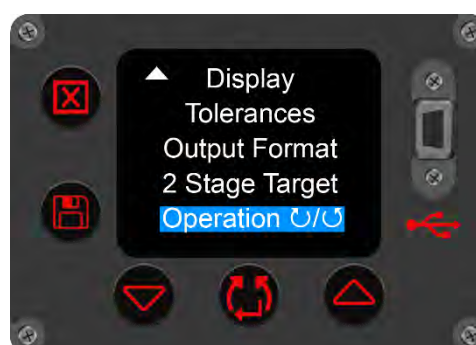 Display
Tolerances
Output Format
2 Stage Target
Operation ↻/↺